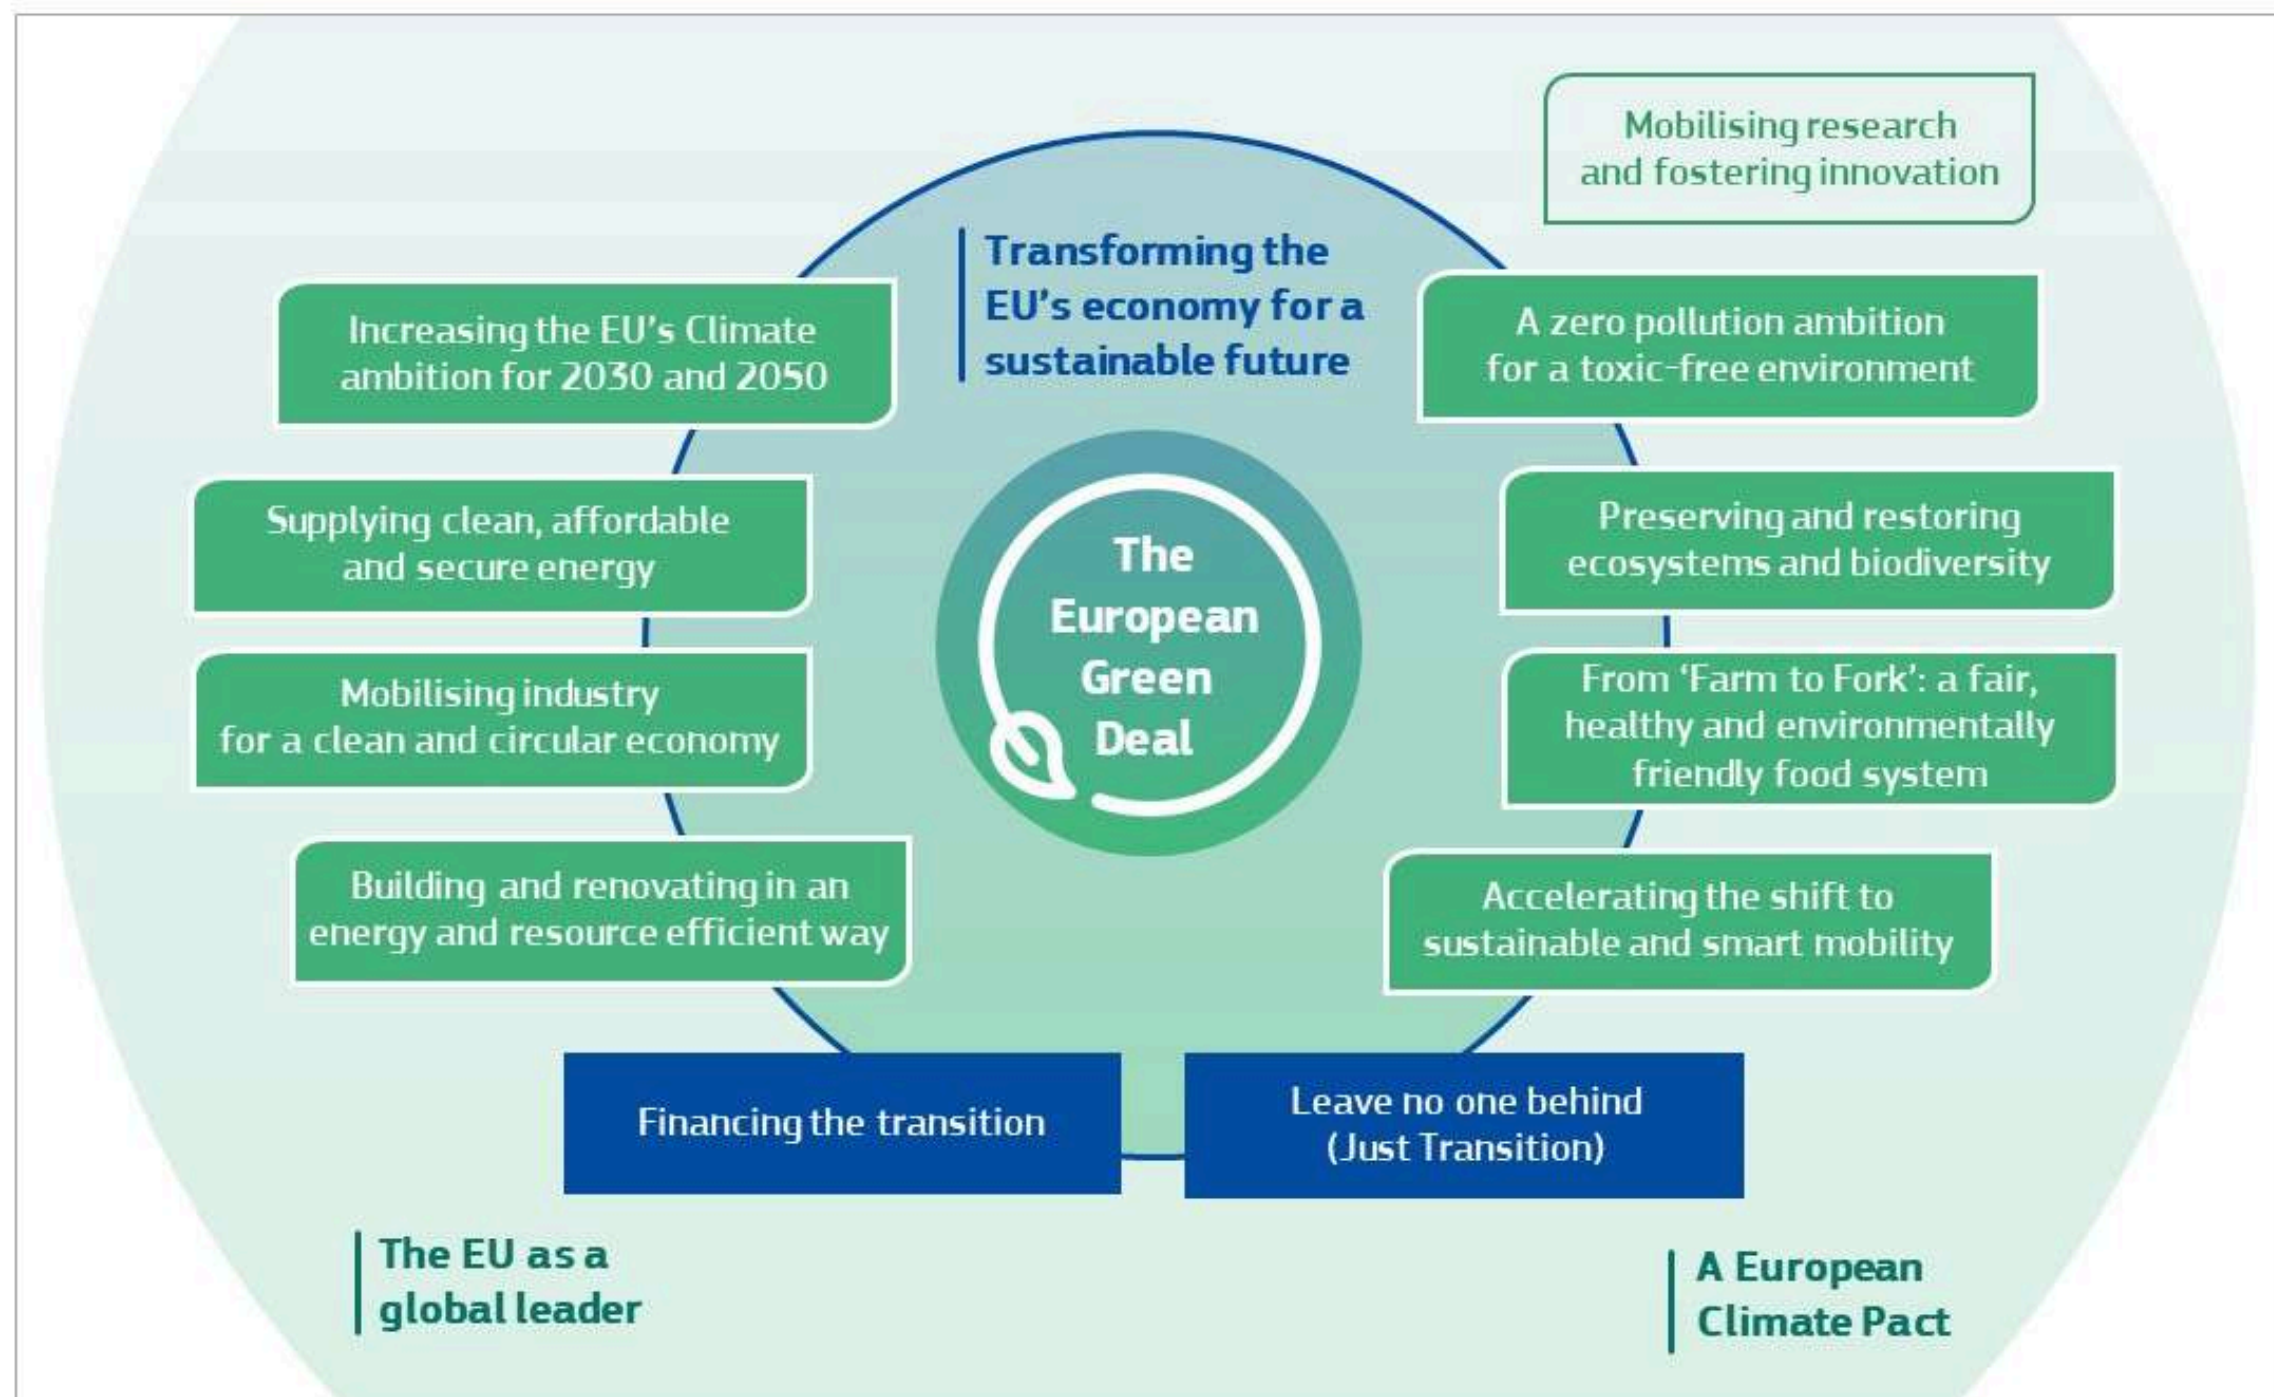 Mobilising research
and fostering innovation
Transforming the
EU's economy for a
sustainable future
Increasing the EU's Climate
ambition for 2030 and 2050
Supplying clean, affordable
and secure energy
Mobilising industry
for a clean and circular economy
Building and renovating in an
energy and resource efficient way
The
European
Green
Deal
A zero pollution ambition
for a toxic-free environment
Preserving and restoring
ecosystems and biodiversity
From ‘Farm to Fork’: a fair,
healthy and environmentally
friendly food system
Accelerating the shift to
sustainable and smart mobility
Financing the transition
Leave no one behind
(Just Transition)
The EU as a
global leader
A European
Climate Pact